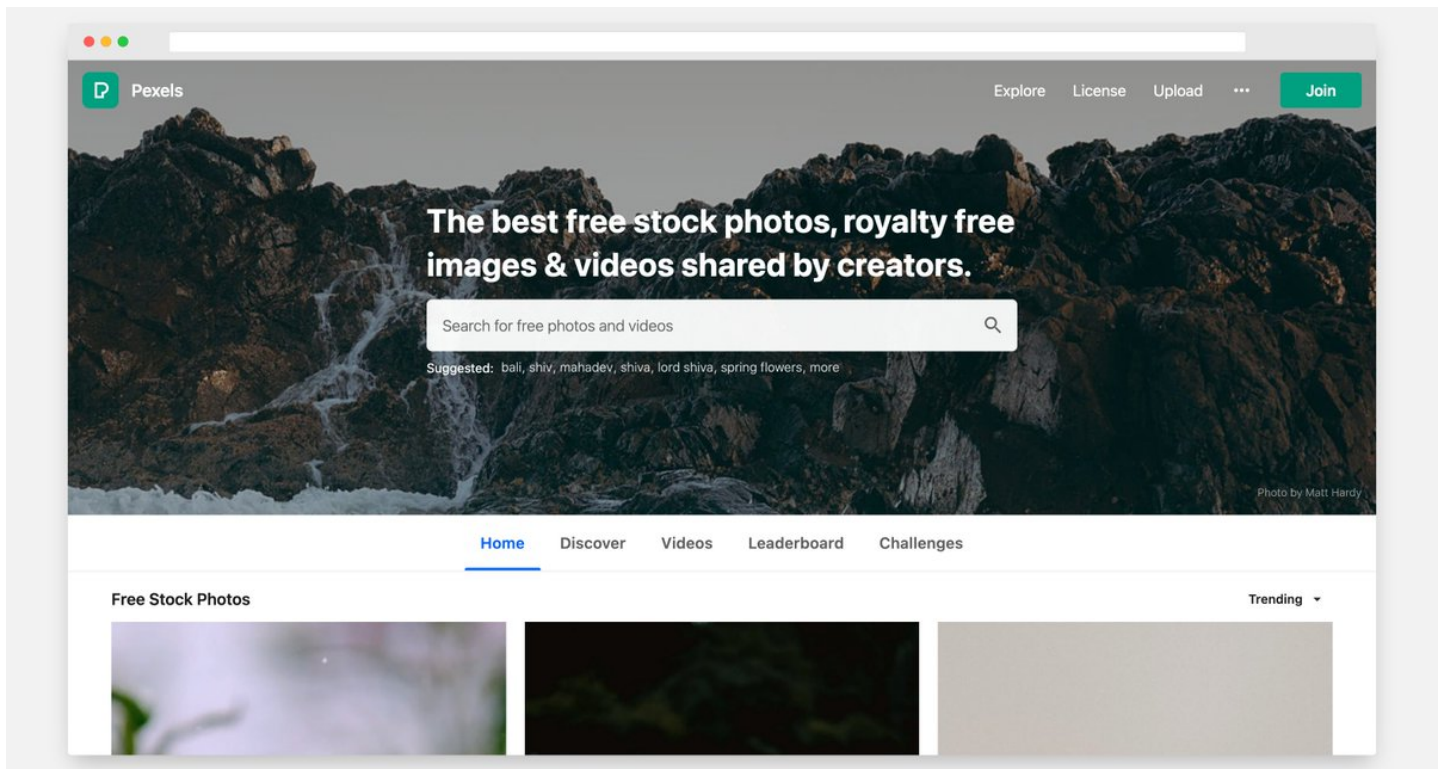 Pexels
Explore License Upload ••• Join
The best free stock photos, royalty free
images & videos shared by creators.
Search for free photos and videos
Suggested: bali, shiv, mahadev, shiva, lord shiva, spring flowers, more
Photo by Matt Hardy
Home Discover Videos Leaderboard Challenges
Free Stock Photos
Trending